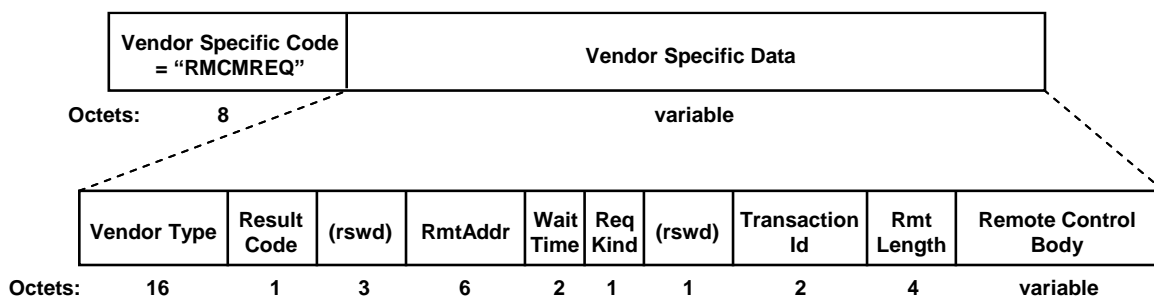 Vendor Specific Code
= “RMCMREQ”
Vendor Specific Data
Octets: 8 variable
Vendor Type
Result
Code
(rswd)
RmtAddr
Wait
Time
Req
Kind
(rswd)
Transaction
Id
Rmt
Length
Remote Control
Body
Octets: 16 1 3 6 2 1 1 2 4 variable